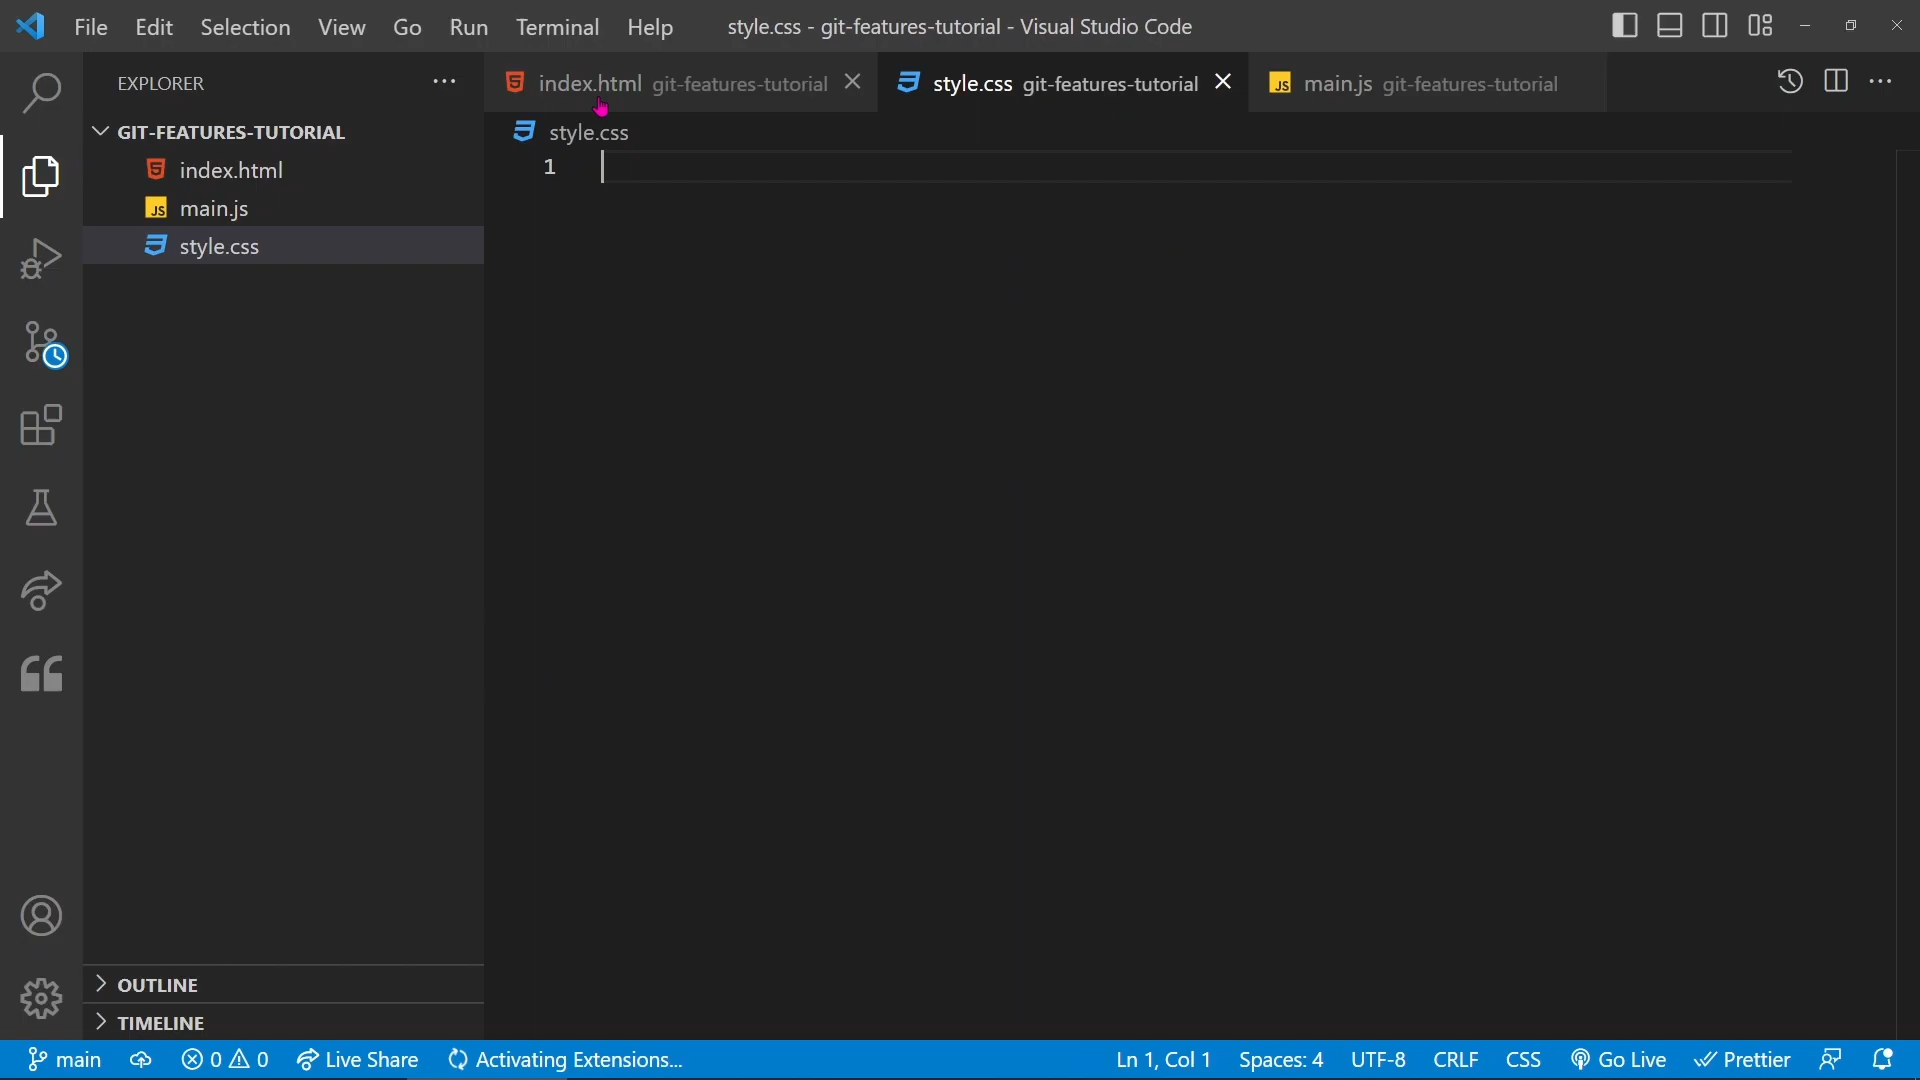 File Edit Selection View Go Run Terminal Help style.css - git-features-tutorial - Visual Studio Code
EXPLORER
index.html git-features-tutorial
style.css git-features-tutorial
JS main.js git-features-tutorial
GIT-FEATURES-TUTORIAL
style.css
1
index.html
JS main.js
style.css
OUTLINE
TIMELINE
main 0 0 Live Share Activating Extensions... Ln 1, Col 1 Spaces: 4 UTF-8 CRLF CSS Go Live Prettier